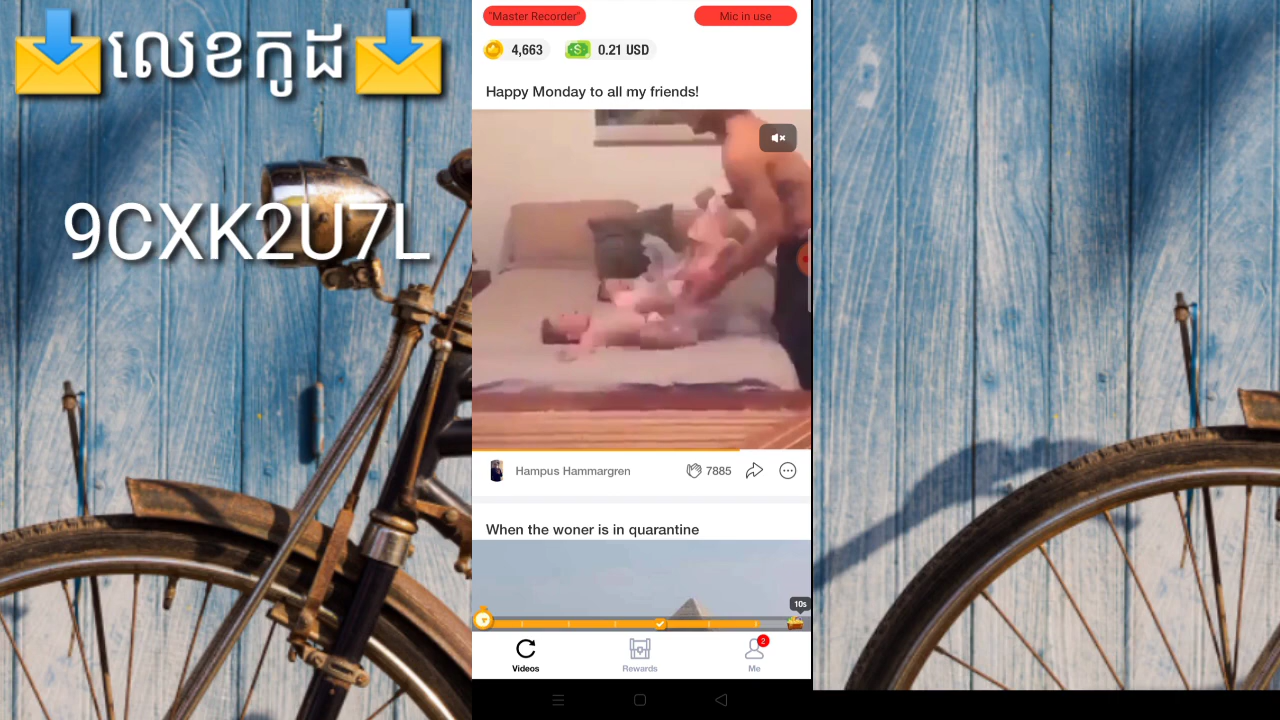 លេខកូដ
9CXK2U7L
"Master Recorder"
Mic in use
4,663
0.21 USD
Happy Monday to all my friends!
Hampus Hammargren
7885
When the woner is in quarantine
10s
Videos
Rewards
2
Me